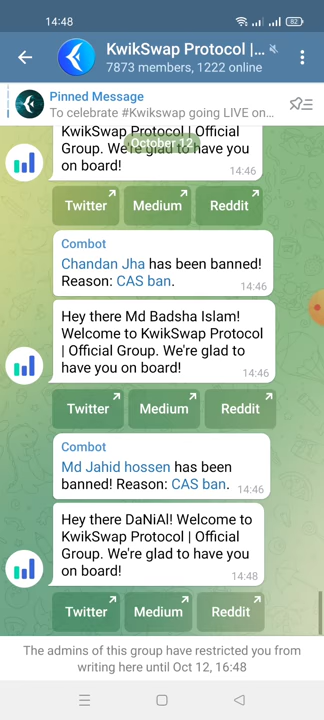 14:48
82
KwikSwap Protocol |...
7873 members, 1222 online
Pinned Message
To celebrate #Kwikswap going LIVE on...
KwikSwap Protocol | Official
October 12
Group. We're glad to have you
on board!
14:46
Twitter Medium Reddit
Combot
Chandan Jha has been banned!
Reason: CAS ban.
14:46
Hey there Md Badsha Islam!
Welcome to KwikSwap Protocol
| Official Group. We're glad to
have you on board!
14:46
Twitter Medium Reddit
Combot
Md Jahid hossen has been
banned! Reason: CAS ban.
14:46
Hey there DaNiAl! Welcome to
KwikSwap Protocol | Official
Group. We're glad to have you
on board!
14:48
Twitter Medium Reddit
The admins of this group have restricted you from
writing here until Oct 12, 16:48